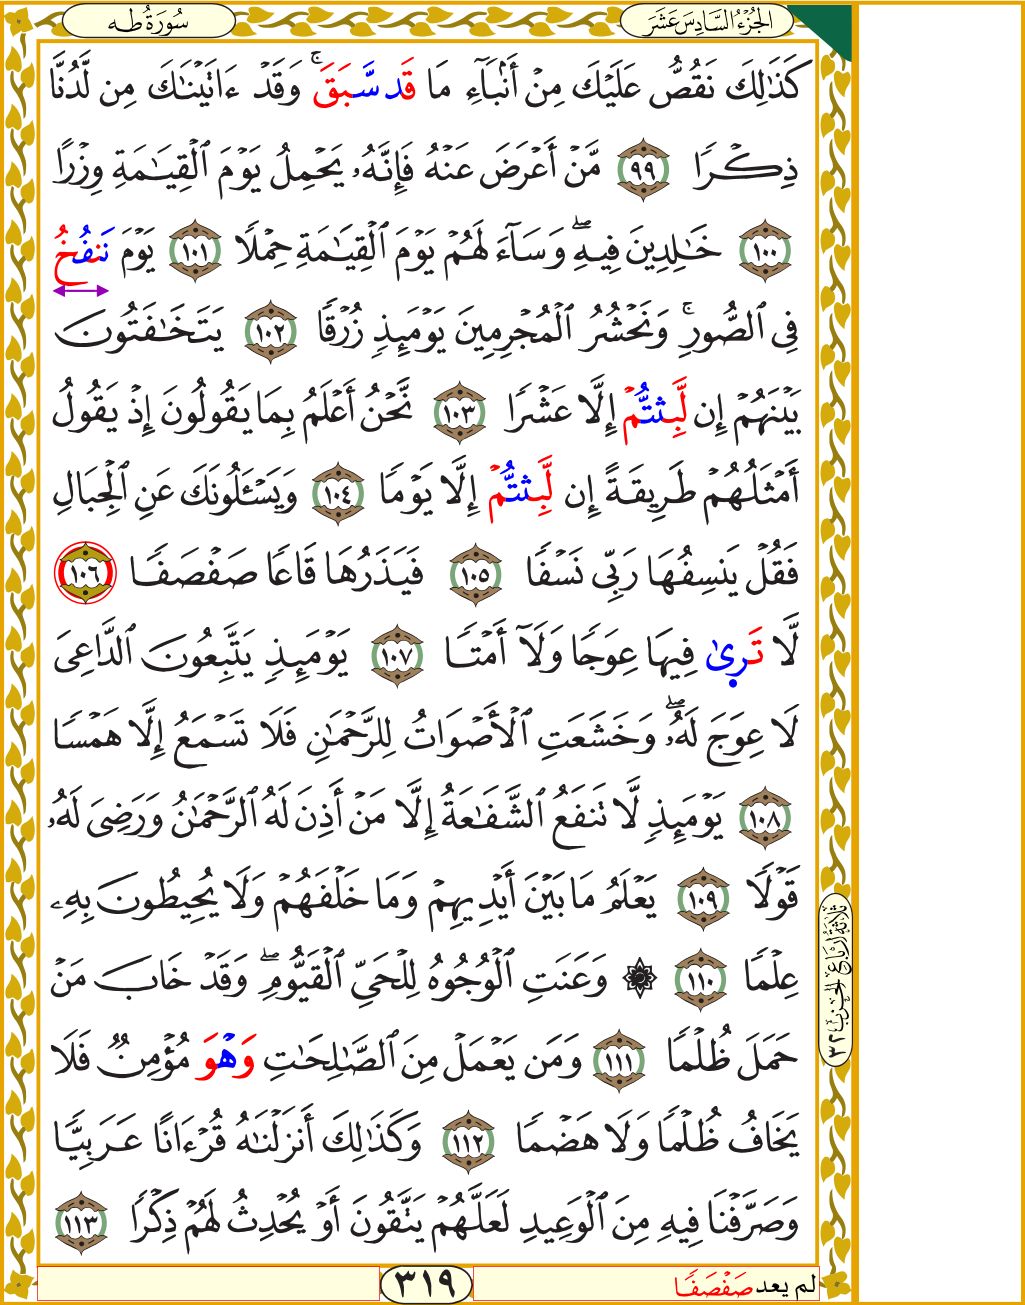 الجُزْءُ السَّادِسَ عَشَرَ
سُورَةُ طه
كَذَٰلِكَ نَقُصُّ عَلَيْكَ مِنْ أَنۢبَآءِ مَا قَد سَّبَقَ ۚ وَقَدْ ءَاتَيْنَٰكَ مِن لَّدُنَّا
ذِكْرًا ٩٩ مَّنْ أَعْرَضَ عَنْهُ فَإِنَّهُۥ يَحْمِلُ يَوْمَ ٱلْقِيَٰمَةِ وِزْرًا
١٠٠ خَٰلِدِينَ فِيهِ ۖ وَسَآءَ لَهُمْ يَوْمَ ٱلْقِيَٰمَةِ حِمْلًا ١٠١ يَوْمَ نَنفُخُ
فِى ٱلصُّورِ ۚ وَنَحْشُرُ ٱلْمُجْرِمِينَ يَوْمَئِذٍ زُرْقًا ١٠٢ يَتَخَٰفَتُونَ
بَيْنَهُمْ إِن لَّبِثتُّمْ إِلَّا عَشْرًا ١٠٣ نَّحْنُ أَعْلَمُ بِمَا يَقُولُونَ إِذْ يَقُولُ
أَمْثَلُهُمْ طَرِيقَةً إِن لَّبِثتُّمْ إِلَّا يَوْمًا ١٠٤ وَيَسْـَٔلُونَكَ عَنِ ٱلْجِبَالِ
فَقُلْ يَنسِفُهَا رَبِّى نَسْفًا ١٠٥ فَيَذَرُهَا قَاعًا صَفْصَفًا ١٠٦
لَّا تَرىٰ فِيهَا عِوَجًا وَلَآ أَمْتًا ١٠٧ يَوْمَئِذٍ يَتَّبِعُونَ ٱلدَّاعِىَ
لَا عِوَجَ لَهُۥ ۖ وَخَشَعَتِ ٱلْأَصْوَاتُ لِلرَّحْمَٰنِ فَلَا تَسْمَعُ إِلَّا هَمْسًا
١٠٨ يَوْمَئِذٍ لَّا تَنفَعُ ٱلشَّفَٰعَةُ إِلَّا مَنْ أَذِنَ لَهُ ٱلرَّحْمَٰنُ وَرَضِىَ لَهُۥ
قَوْلًا ١٠٩ يَعْلَمُ مَا بَيْنَ أَيْدِيهِمْ وَمَا خَلْفَهُمْ وَلَا يُحِيطُونَ بِهِۦ
عِلْمًا ١١٠ ۞ وَعَنَتِ ٱلْوُجُوهُ لِلْحَىِّ ٱلْقَيُّومِ ۖ وَقَدْ خَابَ مَنْ
حَمَلَ ظُلْمًا ١١١ وَمَن يَعْمَلْ مِنَ ٱلصَّٰلِحَٰتِ وَهْوَ مُؤْمِنٌ فَلَا
يَخَافُ ظُلْمًا وَلَا هَضْمًا ١١٢ وَكَذَٰلِكَ أَنزَلْنَٰهُ قُرْءَانًا عَرَبِيًّا
وَصَرَّفْنَا فِيهِ مِنَ ٱلْوَعِيدِ لَعَلَّهُمْ يَتَّقُونَ أَوْ يُحْدِثُ لَهُمْ ذِكْرًا ١١٣
ثلاثة أرباع الحزب ٣٢
لم يعد صَفْصَفًا
٣١٩